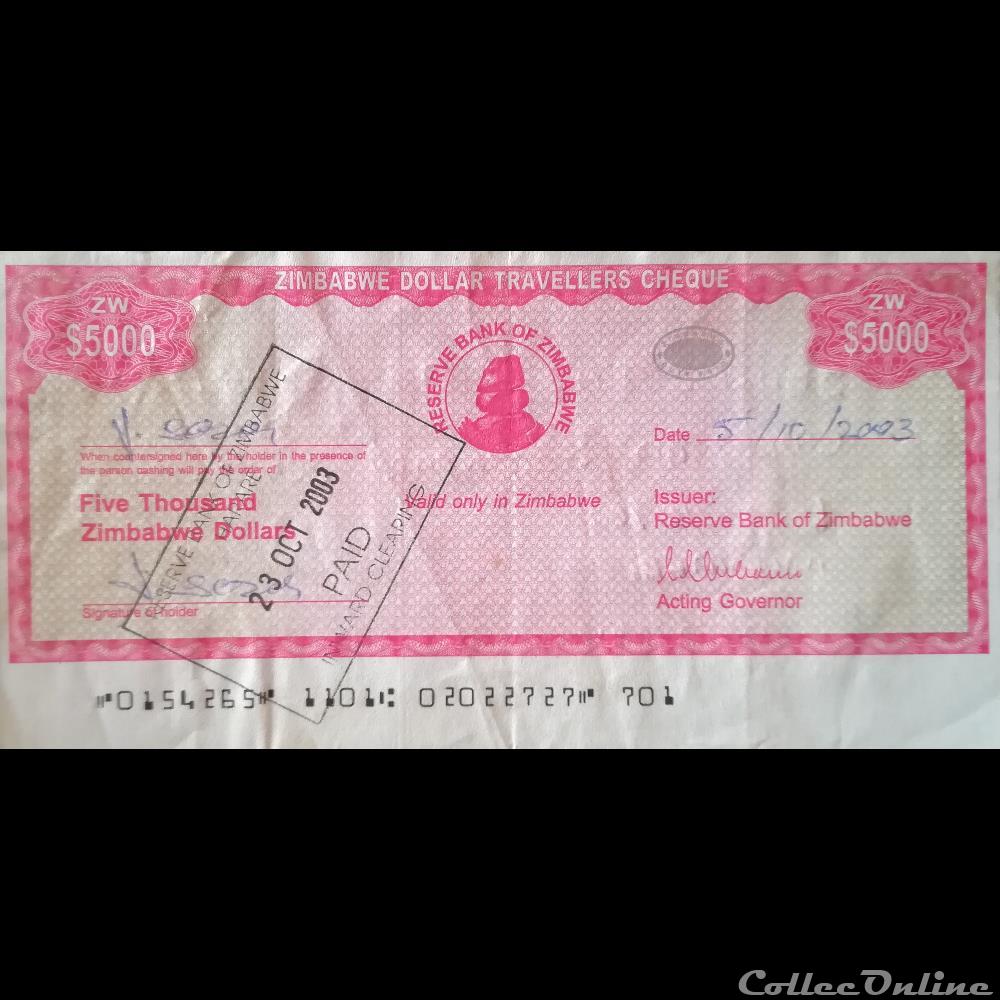 ZIMBABWE DOLLAR TRAVELLERS CHEQUE
ZW
$5000
ZW
$5000
RESERVE BANK OF ZIMBABWE
Date 5/10/2003
When countersigned here by the holder in the presence of
the person cashing will pay the order of
Five Thousand
Zimbabwe Dollars
Valid only in Zimbabwe
Issuer:
Reserve Bank of Zimbabwe
Signature of holder
Acting Governor
RESERVE BANK OF ZIMBABWE
HARARE
23 OCT 2003
PAID
INWARD CLEARING
⑈0154265⑈ 1101⑆ 02022727⑈ 701
ColleeOnline